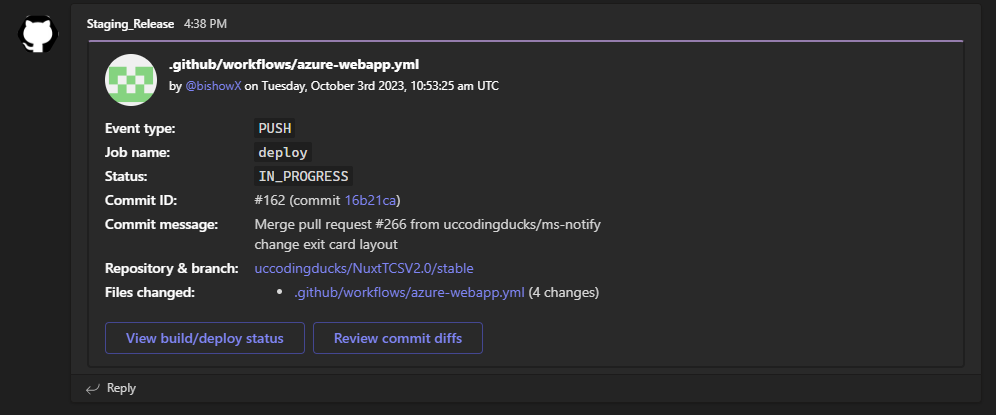 Staging_Release 4:38 PM
.github/workflows/azure-webapp.yml
by @bishowX on Tuesday, October 3rd 2023, 10:53:25 am UTC
Event type: PUSH
Job name: deploy
Status: IN_PROGRESS
Commit ID: #162 (commit 16b21ca)
Commit message: Merge pull request #266 from uccodingducks/ms-notify
change exit card layout
Repository & branch: uccodingducks/NuxtTCSV2.0/stable
Files changed: • .github/workflows/azure-webapp.yml (4 changes)
View build/deploy status Review commit diffs
Reply